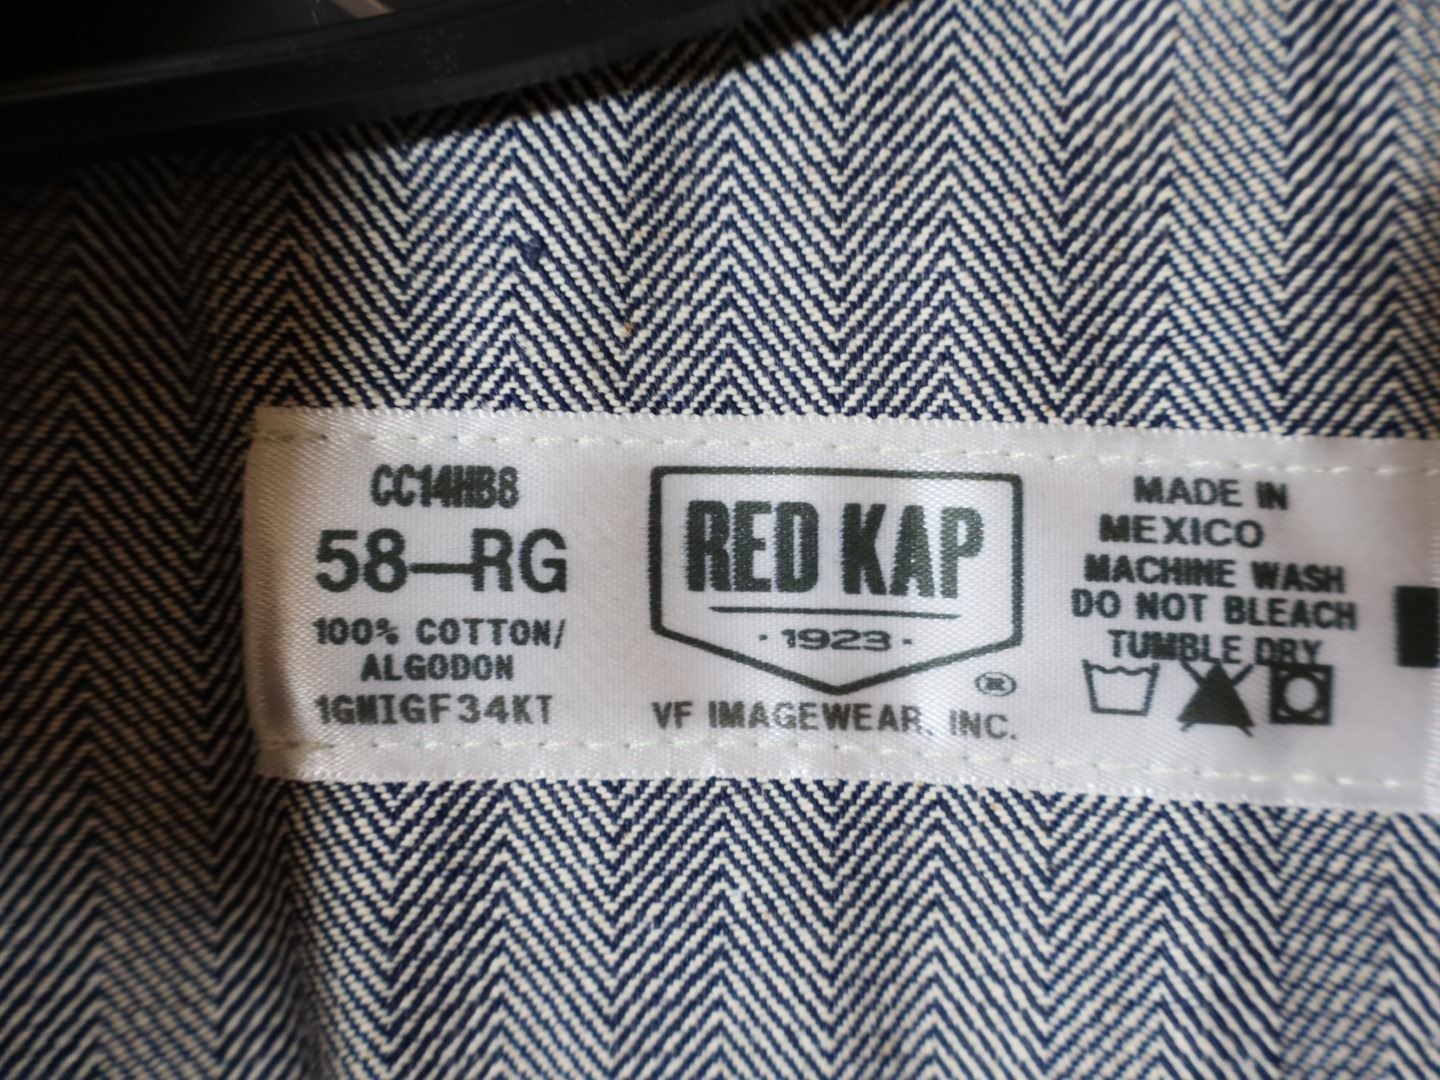 CC14HB8
58—RG
100% COTTON/
ALGODON
1GMIGF34KT
RED KAP
· 1923 ·
®
VF IMAGEWEAR, INC.
MADE IN
MEXICO
MACHINE WASH
DO NOT BLEACH
TUMBLE DRY